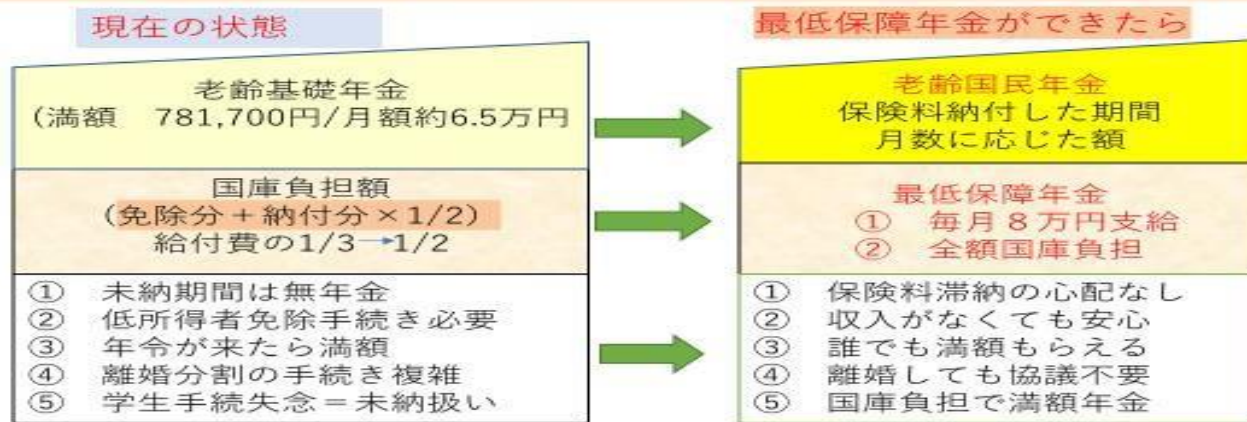 現在の状態
老齢基礎年金
(満額　781,700円/月額約6.5万円
国庫負担額
(免除分＋納付分×1/2)
給付費の1/3→1/2
①　未納期間は無年金
②　低所得者免除手続き必要
③　年令が来たら満額
④　離婚分割の手続き複雑
⑤　学生手続失念＝未納扱い
最低保障年金ができたら
老齢国民年金
保険料納付した期間
月数に応じた額
最低保障年金
①　毎月８万円支給
②　全額国庫負担
①　保険料滞納の心配なし
②　収入がなくても安心
③　誰でも満額もらえる
④　離婚しても協議不要
⑤　国庫負担で満額年金